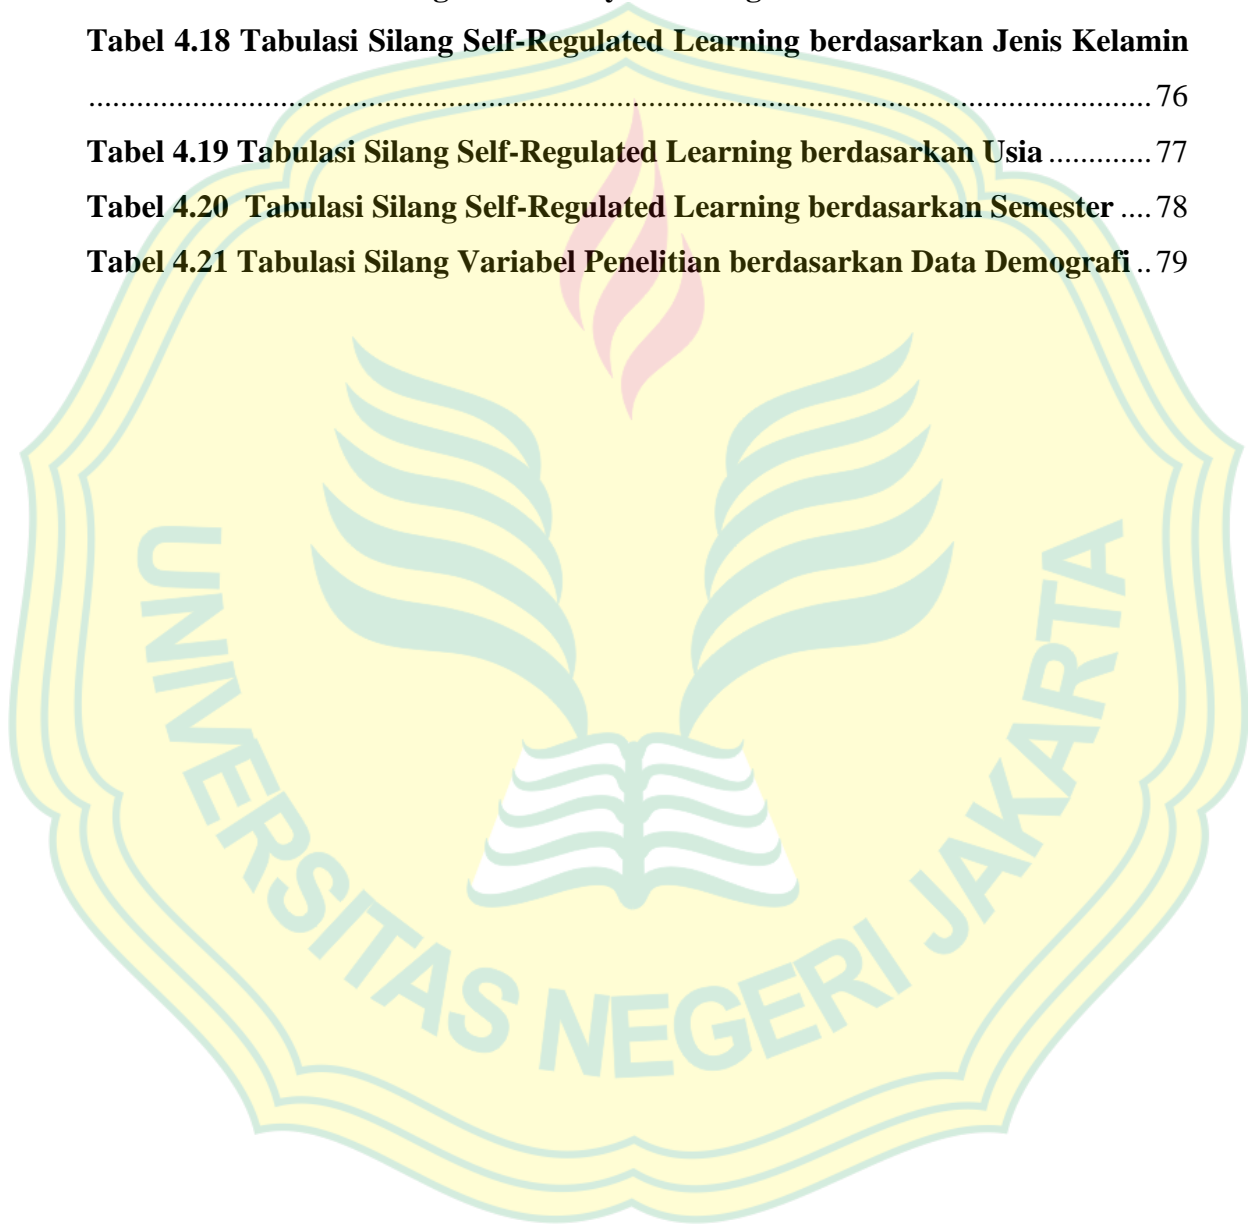 Tabel 4.18 Tabulasi Silang Self-Regulated Learning berdasarkan Jenis Kelamin
..................................................................................................................................... 76
Tabel 4.19 Tabulasi Silang Self-Regulated Learning berdasarkan Usia ............. 77
Tabel 4.20  Tabulasi Silang Self-Regulated Learning berdasarkan Semester .... 78
Tabel 4.21 Tabulasi Silang Variabel Penelitian berdasarkan Data Demografi .. 79
UNIVERSITAS NEGERI JAKARTA